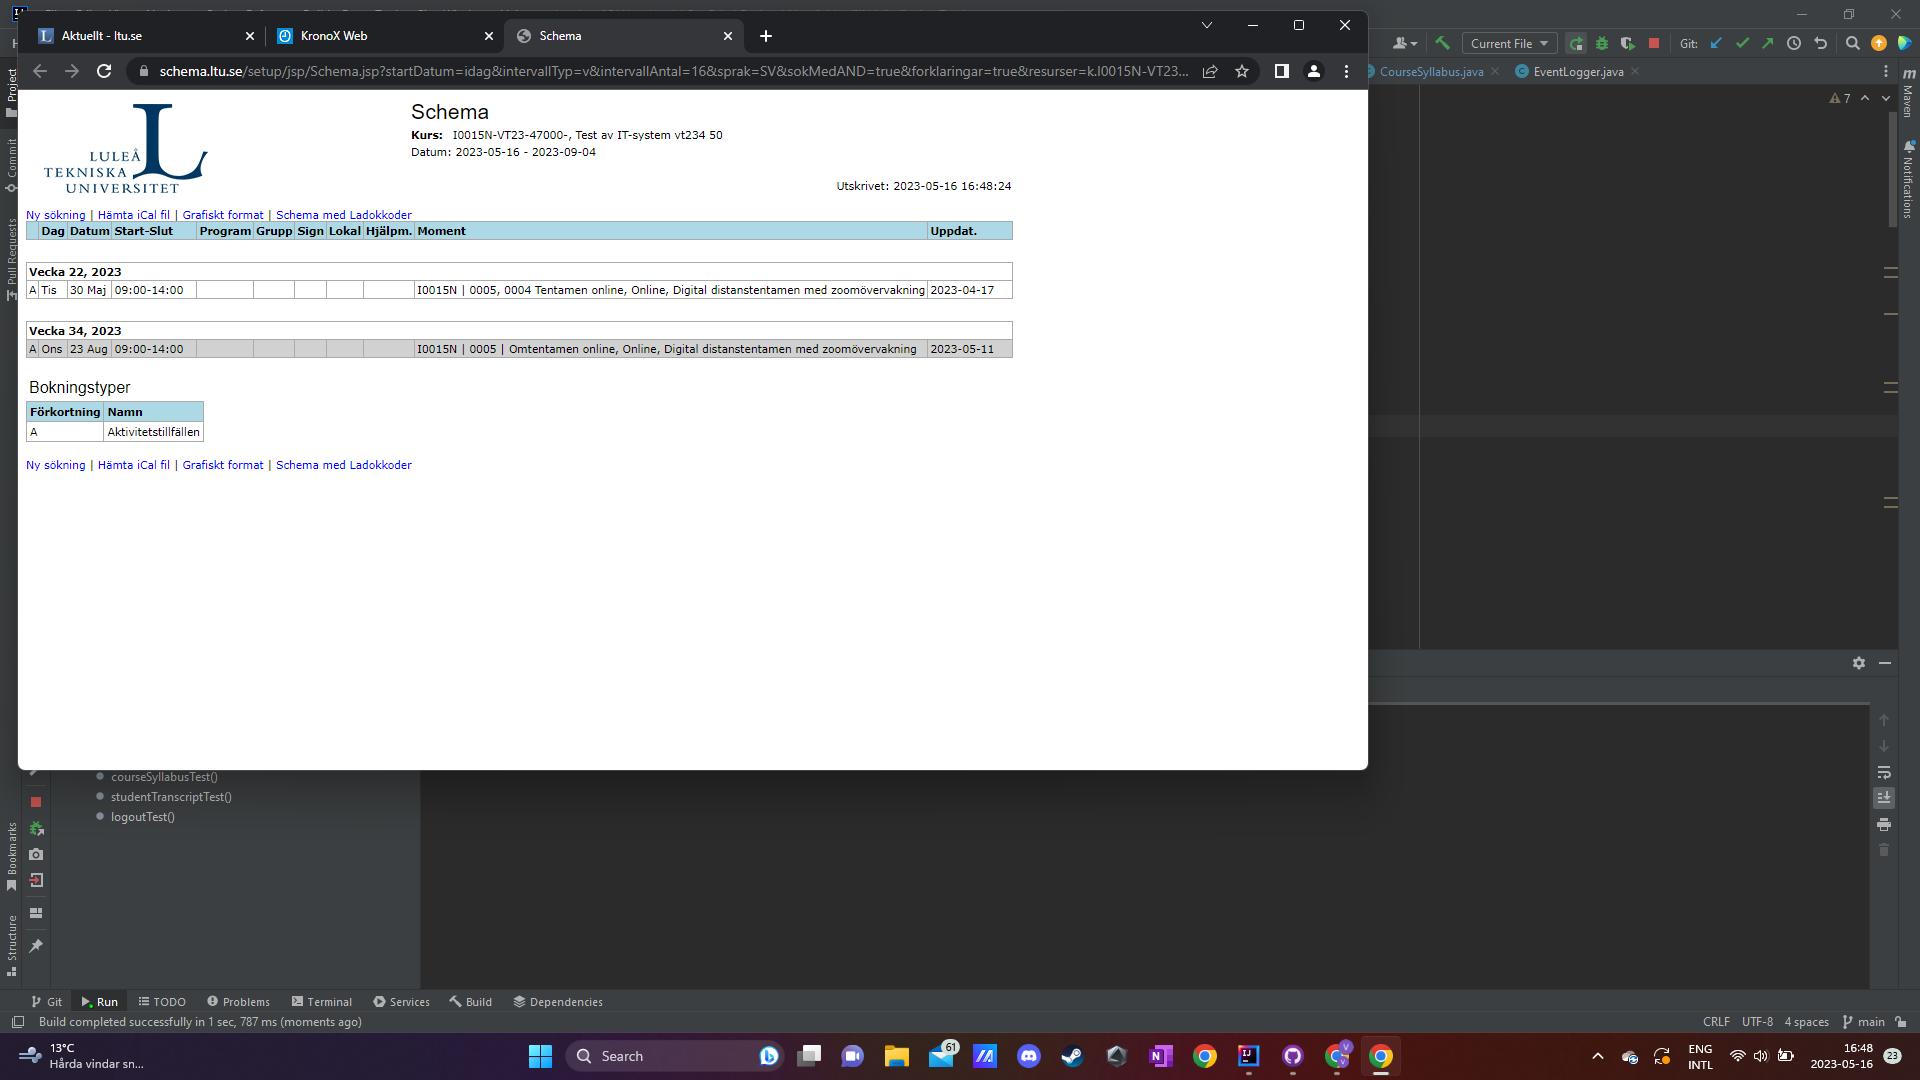 Aktuellt - ltu.se
KronoX Web
Schema
schema.ltu.se/setup/jsp/Schema.jsp?startDatum=idag&intervallTyp=v&intervallAntal=16&sprak=SV&sokMedAND=true&forklaringar=true&resurser=k.I0015N-VT23...
Current File
Git:
CourseSyllabus.java
EventLogger.java
7
Project
Commit
Pull Requests
Bookmarks
Structure
Maven
Notifications
LULEÅ
TEKNISKA
UNIVERSITET
Schema
Kurs: I0015N-VT23-47000-, Test av IT-system vt234 50
Datum: 2023-05-16 - 2023-09-04
Utskrivet: 2023-05-16 16:48:24
Ny sökning | Hämta iCal fil | Grafiskt format | Schema med Ladokkoder
Dag Datum Start-Slut Program Grupp Sign Lokal Hjälpm. Moment Uppdat.
Vecka 22, 2023
A Tis 30 Maj 09:00-14:00 I0015N | 0005, 0004 Tentamen online, Online, Digital distanstentamen med zoomövervakning 2023-04-17
Vecka 34, 2023
A Ons 23 Aug 09:00-14:00 I0015N | 0005 | Omtentamen online, Online, Digital distanstentamen med zoomövervakning 2023-05-11
Bokningstyper
Förkortning Namn
A Aktivitetstillfällen
Ny sökning | Hämta iCal fil | Grafiskt format | Schema med Ladokkoder
courseSyllabusTest()
studentTranscriptTest()
logoutTest()
Git Run TODO Problems Terminal Services Build Dependencies
Build completed successfully in 1 sec, 787 ms (moments ago)
CRLF UTF-8 4 spaces main
13°C
Hårda vindar sn...
Search
61
ENG
INTL
16:48
2023-05-16
23